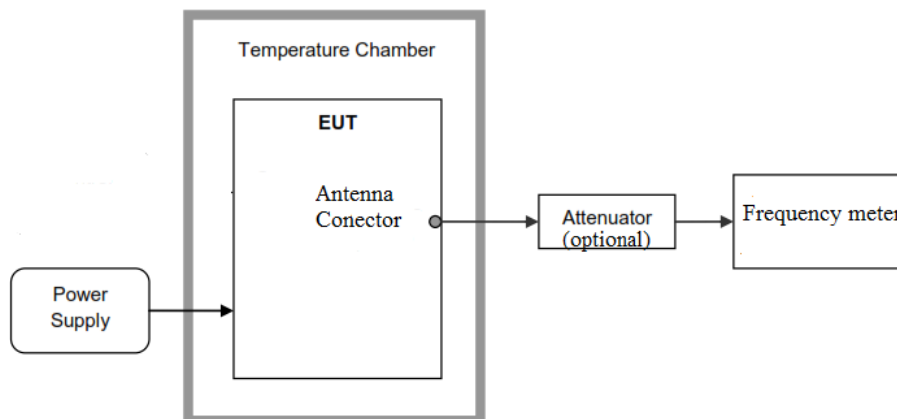 Temperature Chamber
EUT
Antenna
Conector
Attenuator
(optional)
Frequency meter
Power
Supply